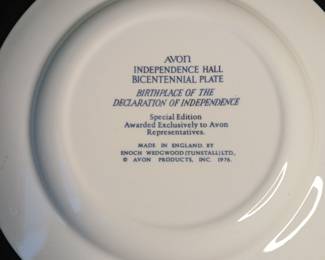 AVON
INDEPENDENCE HALL
BICENTENNIAL PLATE
BIRTHPLACE OF THE
DECLARATION OF INDEPENDENCE
Special Edition
Awarded Exclusively to Avon
Representatives.
MADE IN ENGLAND BY
ENOCH WEDGWOOD (TUNSTALL) LTD.,
© AVON PRODUCTS, INC. 1976.